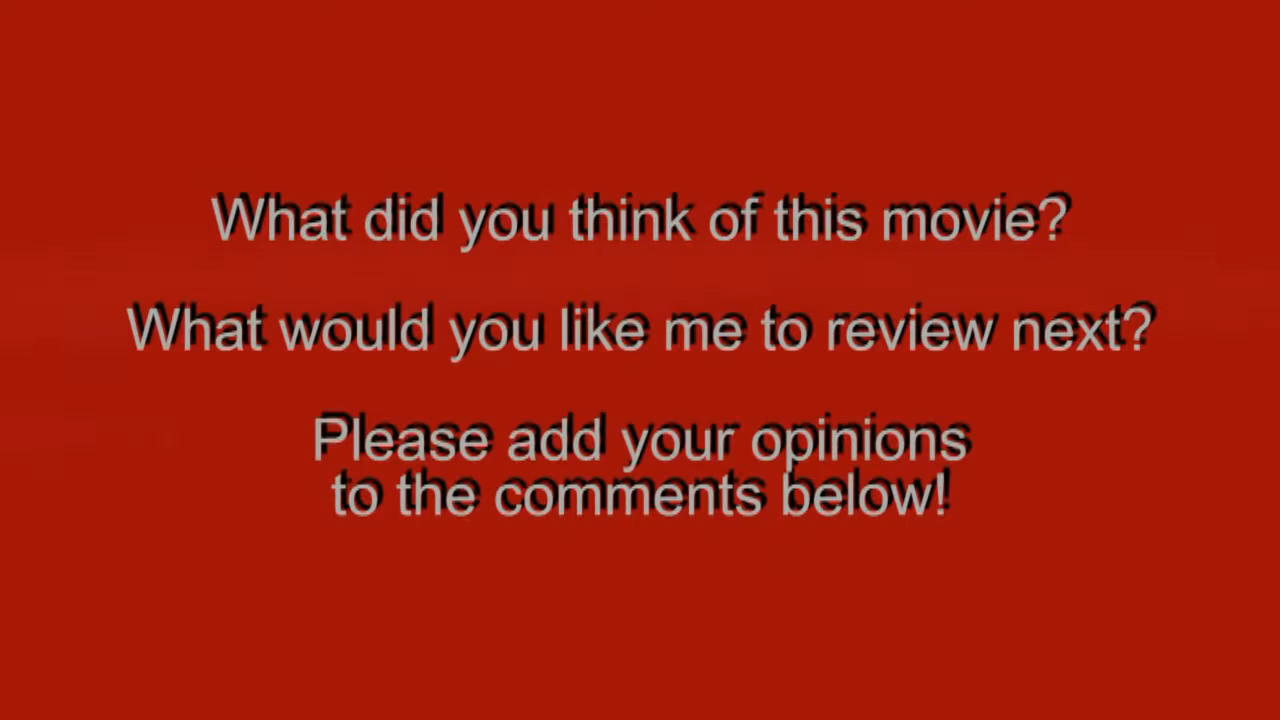 What did you think of this movie?
What would you like me to review next?
Please add your opinions
to the comments below!